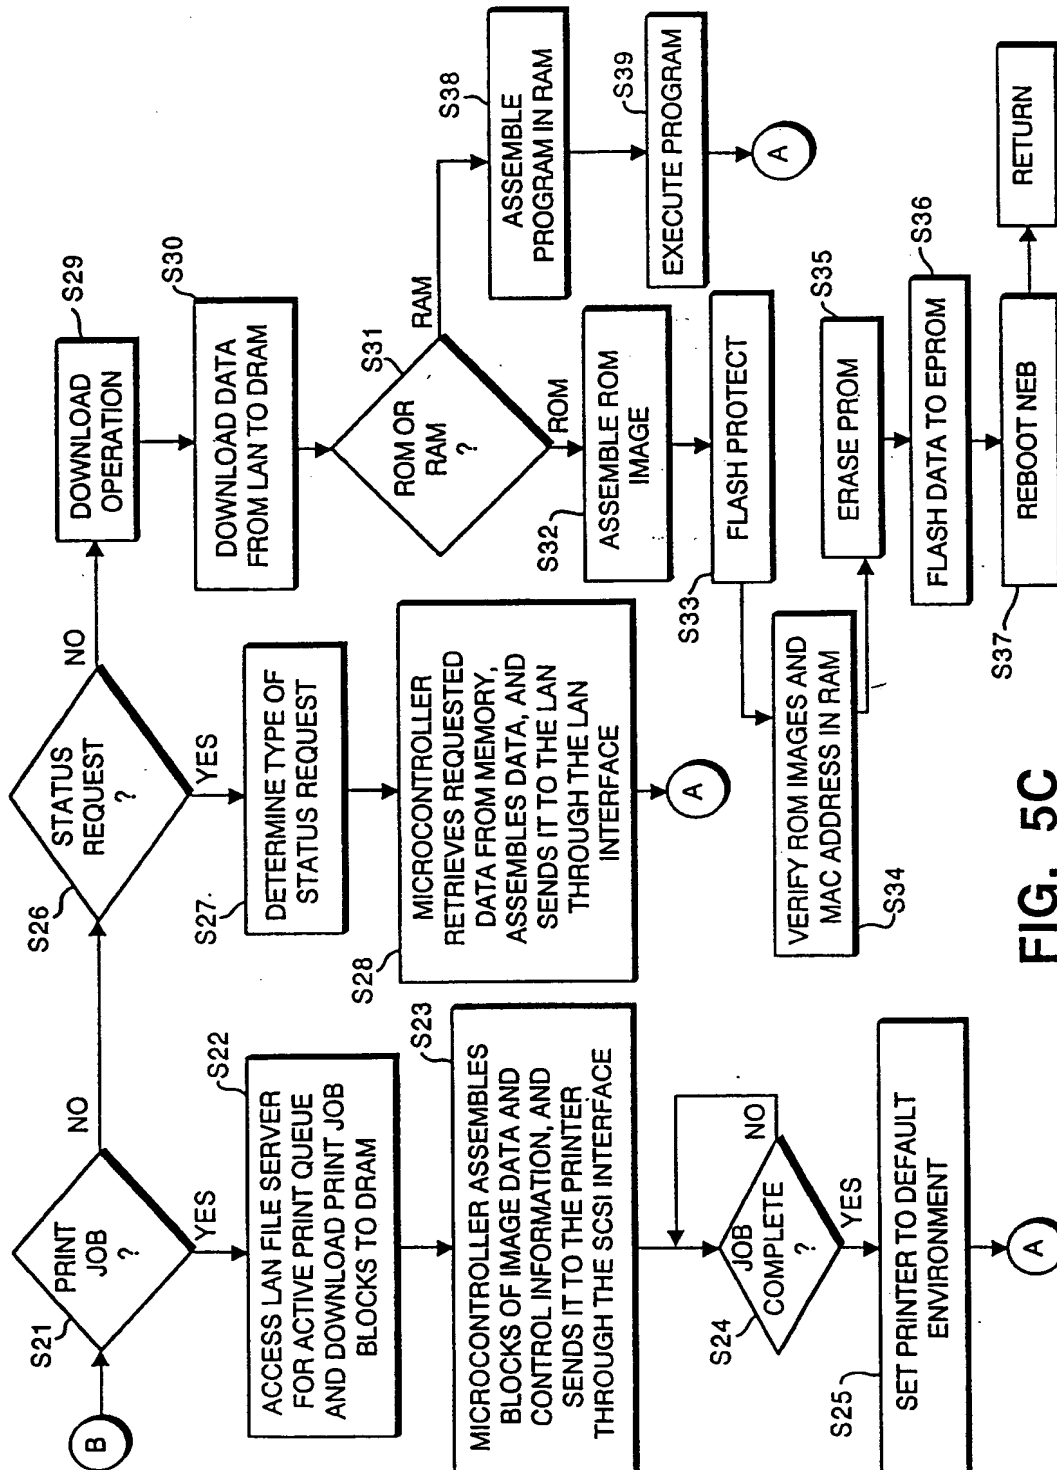 B
S21
PRINT
JOB
?
NO
YES
S22
ACCESS LAN FILE SERVER
FOR ACTIVE PRINT QUEUE
AND DOWNLOAD PRINT JOB
BLOCKS TO DRAM
S23
MICROCONTROLLER ASSEMBLES
BLOCKS OF IMAGE DATA AND
CONTROL INFORMATION, AND
SENDS IT TO THE PRINTER
THROUGH THE SCSI INTERFACE
S24
JOB
COMPLETE
?
NO
YES
S25
SET PRINTER TO DEFAULT
ENVIRONMENT
A
S26
STATUS
REQUEST
?
NO
YES
S27
DETERMINE TYPE OF
STATUS REQUEST
S28
MICROCONTROLLER
RETRIEVES REQUESTED
DATA FROM MEMORY,
ASSEMBLES DATA, AND
SENDS IT TO THE LAN
THROUGH THE LAN
INTERFACE
A
S29
DOWNLOAD
OPERATION
S30
DOWNLOAD DATA
FROM LAN TO DRAM
S31
ROM OR
RAM
?
RAM
ROM
S32
ASSEMBLE ROM
IMAGE
S33
FLASH PROTECT
VERIFY ROM IMAGES AND
MAC ADDRESS IN RAM
S34
S35
ERASE PROM
S36
FLASH DATA TO EPROM
S37
REBOOT NEB
RETURN
S38
ASSEMBLE
PROGRAM IN RAM
S39
EXECUTE PROGRAM
A
FIG. 5C